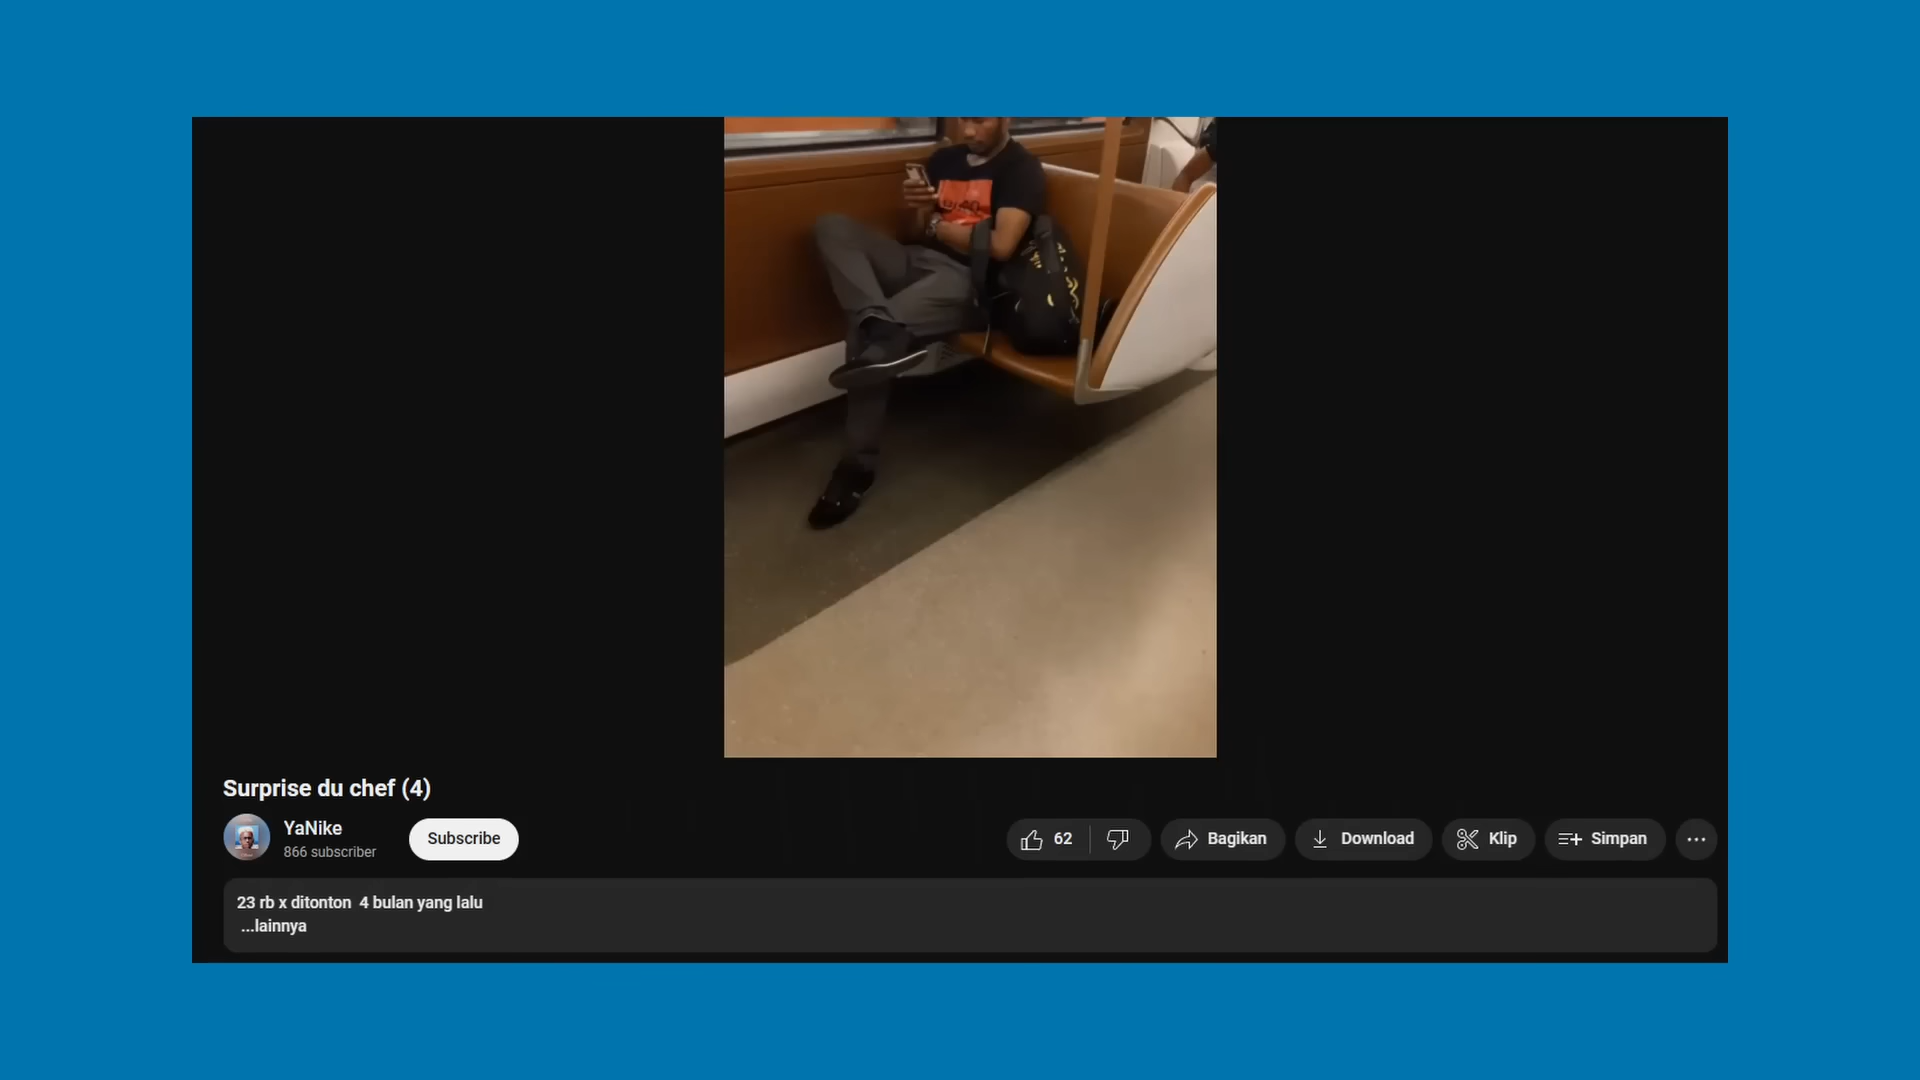 Surprise du chef (4)
YaNike
866 subscriber
Subscribe
62
Bagikan
Download
Klip
Simpan
23 rb x ditonton 4 bulan yang lalu
...lainnya